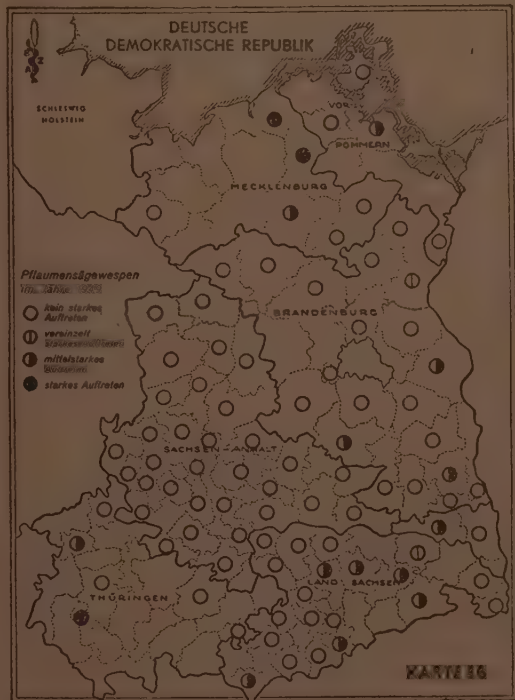 DEUTSCHE
DEMOKRATISCHE REPUBLIK
SCHLESWIG
HOLSTEIN
VOR-
POMMERN
MECKLENBURG
Pflaumensägewespen
kein starkes
Auftreten
vereinzelt
mittelstarkes
starkes Auftreten
BRANDENBURG
SACHSEN-ANHALT
LAND SACHSEN
THÜRINGEN
KARTE